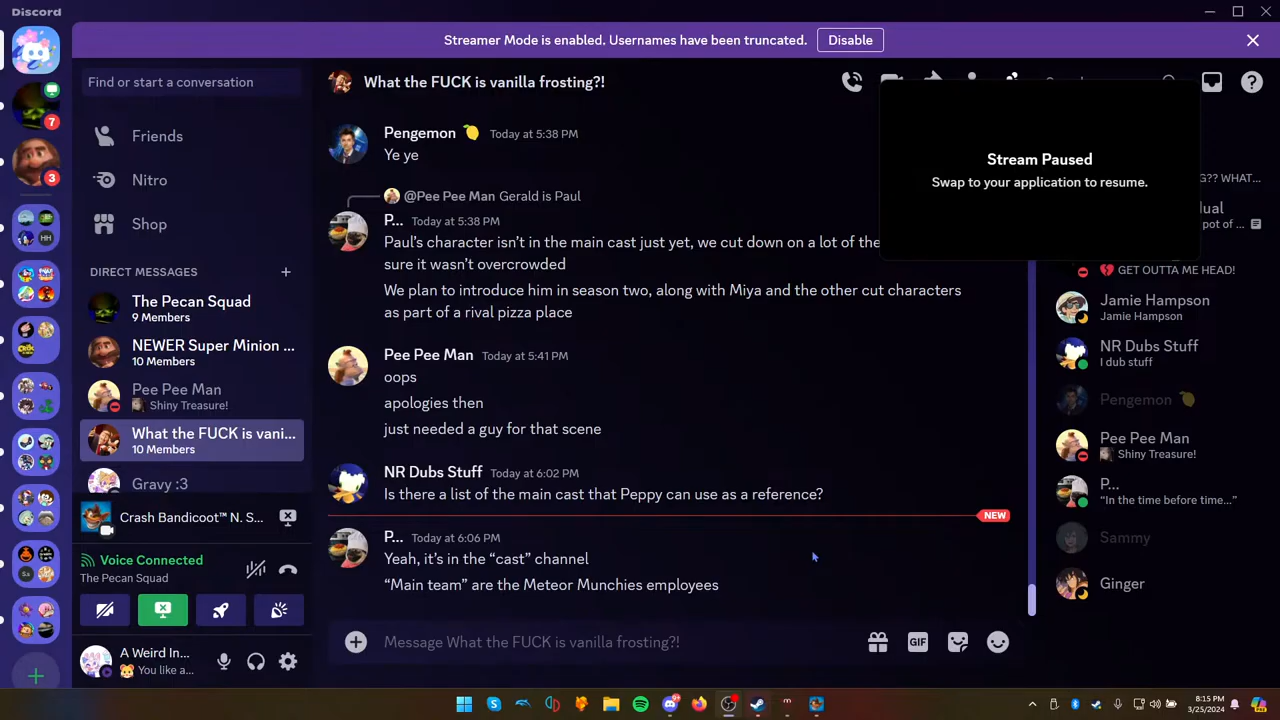 Discord
Streamer Mode is enabled. Usernames have been truncated.
Disable
Find or start a conversation
Friends
Nitro
Shop
DIRECT MESSAGES
The Pecan Squad
9 Members
NEWER Super Minion ...
10 Members
Pee Pee Man
Shiny Treasure!
What the FUCK is vani...
10 Members
Gravy :3
Crash Bandicoot™ N. S...
Voice Connected
The Pecan Squad
A Weird In...
You like a...
7
3
What the FUCK is vanilla frosting?!
Pengemon 🍋 Today at 5:38 PM
Ye ye
@Pee Pee Man Gerald is Paul
P... Today at 5:38 PM
Paul's character isn't in the main cast just yet, we cut down on a lot of the
sure it wasn't overcrowded
We plan to introduce him in season two, along with Miya and the other cut characters
as part of a rival pizza place
Pee Pee Man Today at 5:41 PM
oops
apologies then
just needed a guy for that scene
NR Dubs Stuff Today at 6:02 PM
Is there a list of the main cast that Peppy can use as a reference?
NEW
P... Today at 6:06 PM
Yeah, it's in the “cast” channel
“Main team” are the Meteor Munchies employees
Message What the FUCK is vanilla frosting?!
GIF
Stream Paused
Swap to your application to resume.
G?? WHAT...
pot of ...
💔 GET OUTTA ME HEAD!
Jamie Hampson
Jamie Hampson
NR Dubs Stuff
I dub stuff
Pengemon 🍋
Pee Pee Man
Shiny Treasure!
P...
“In the time before time...”
Sammy
Ginger
8:15 PM
3/25/2024